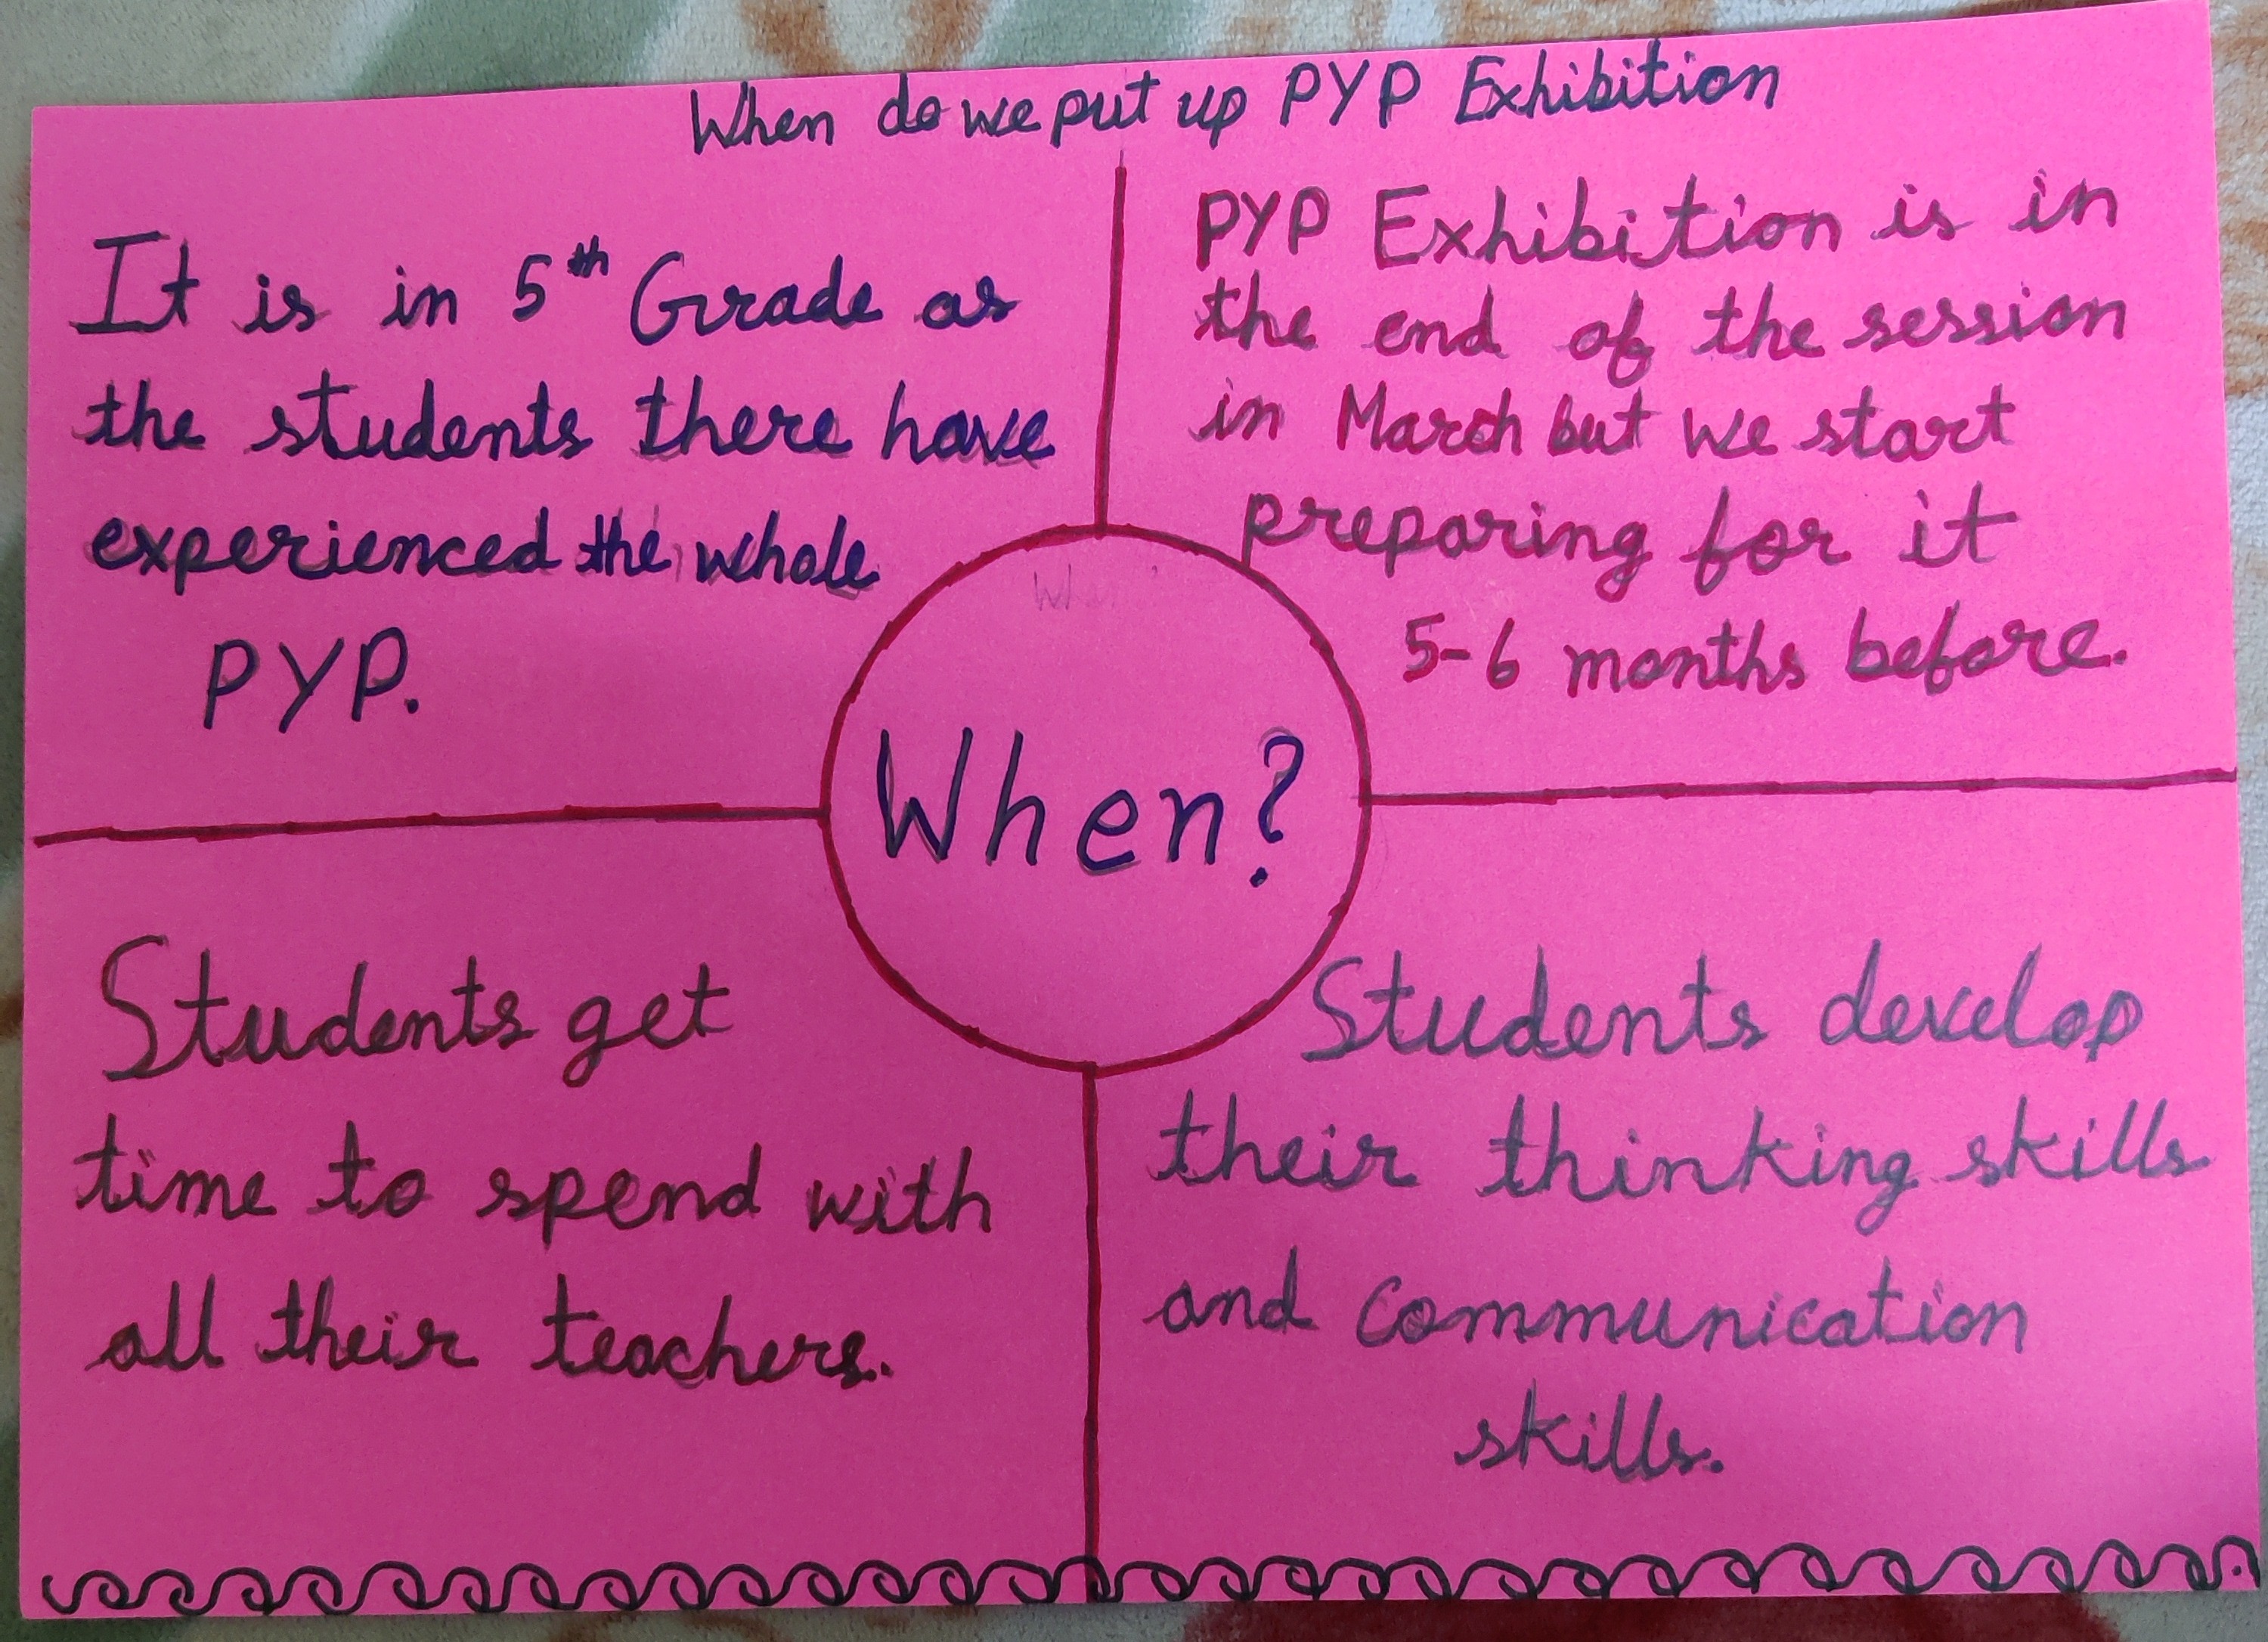 When do we put up PYP Exhibition
It is in 5th Grade as
the students there have
experienced the whole
PYP.
PYP Exhibition is in
the end of the session
in March but we start
preparing for it
5-6 months before.
When?
Students get
time to spend with
all their teachers.
Students develop
their thinking skills
and communication
skills.